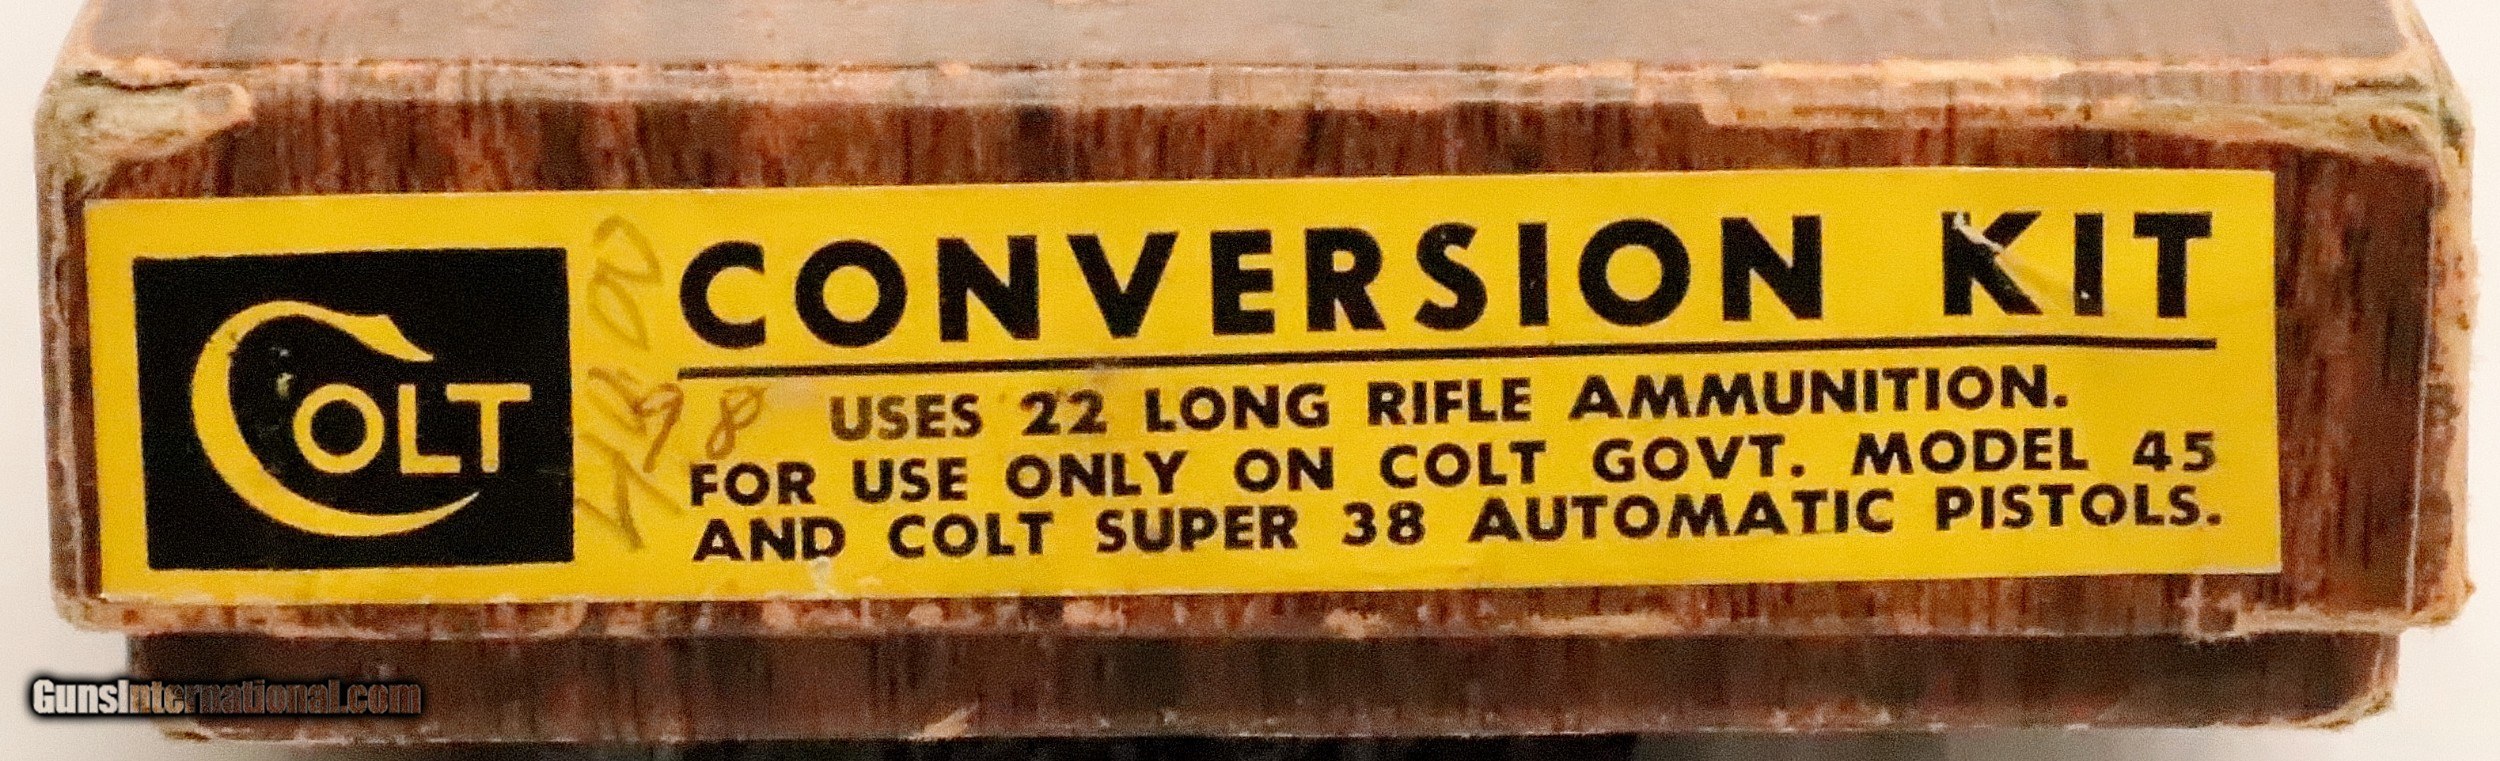 COLT
CONVERSION KIT
USES 22 LONG RIFLE AMMUNITION.
FOR USE ONLY ON COLT GOVT. MODEL 45
AND COLT SUPER 38 AUTOMATIC PISTOLS.
98
GunsInternational.com